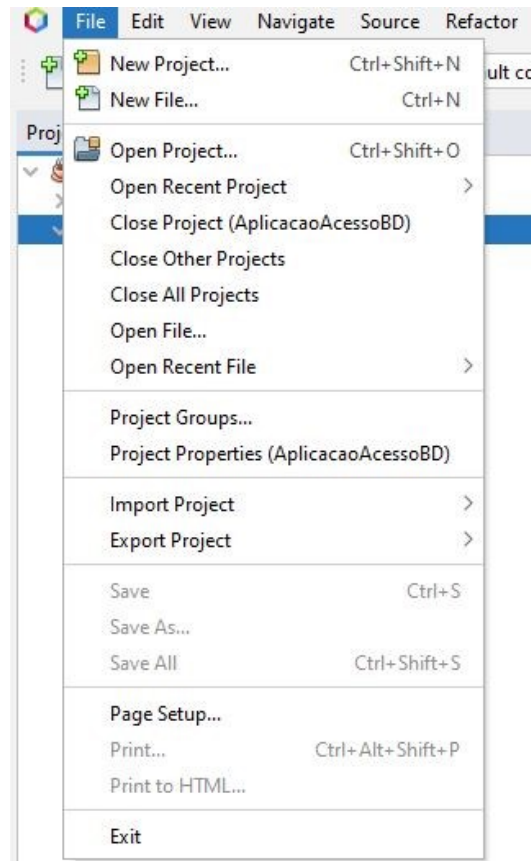 File Edit View Navigate Source Refactor
New Project... Ctrl+Shift+N
ult co
New File... Ctrl+N
Proj
Open Project... Ctrl+Shift+O
Open Recent Project
Close Project (AplicacaoAcessoBD)
Close Other Projects
Close All Projects
Open File...
Open Recent File
Project Groups...
Project Properties (AplicacaoAcessoBD)
Import Project
Export Project
Save Ctrl+S
Save As...
Save All Ctrl+Shift+S
Page Setup...
Print... Ctrl+Alt+Shift+P
Print to HTML...
Exit